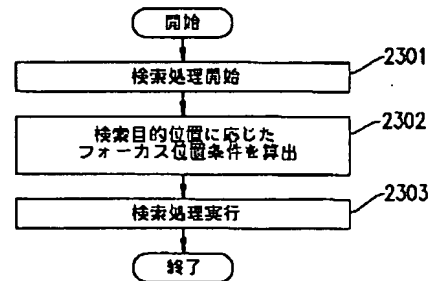 開始
検索処理開始
2301
検索目的位置に応じた
フォーカス位置条件を算出
2302
検索処理実行
2303
終了